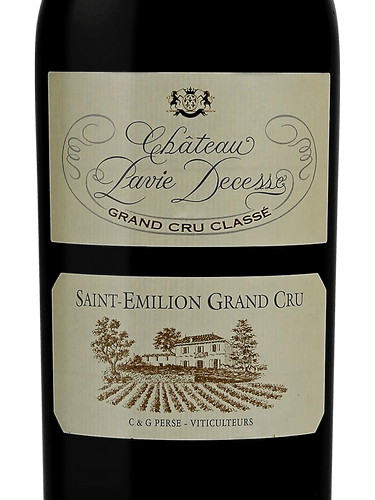 Château
Pavie Decesse
GRAND CRU CLASSÉ
SAINT-EMILION GRAND CRU
C & G PERSE - VITICULTEURS